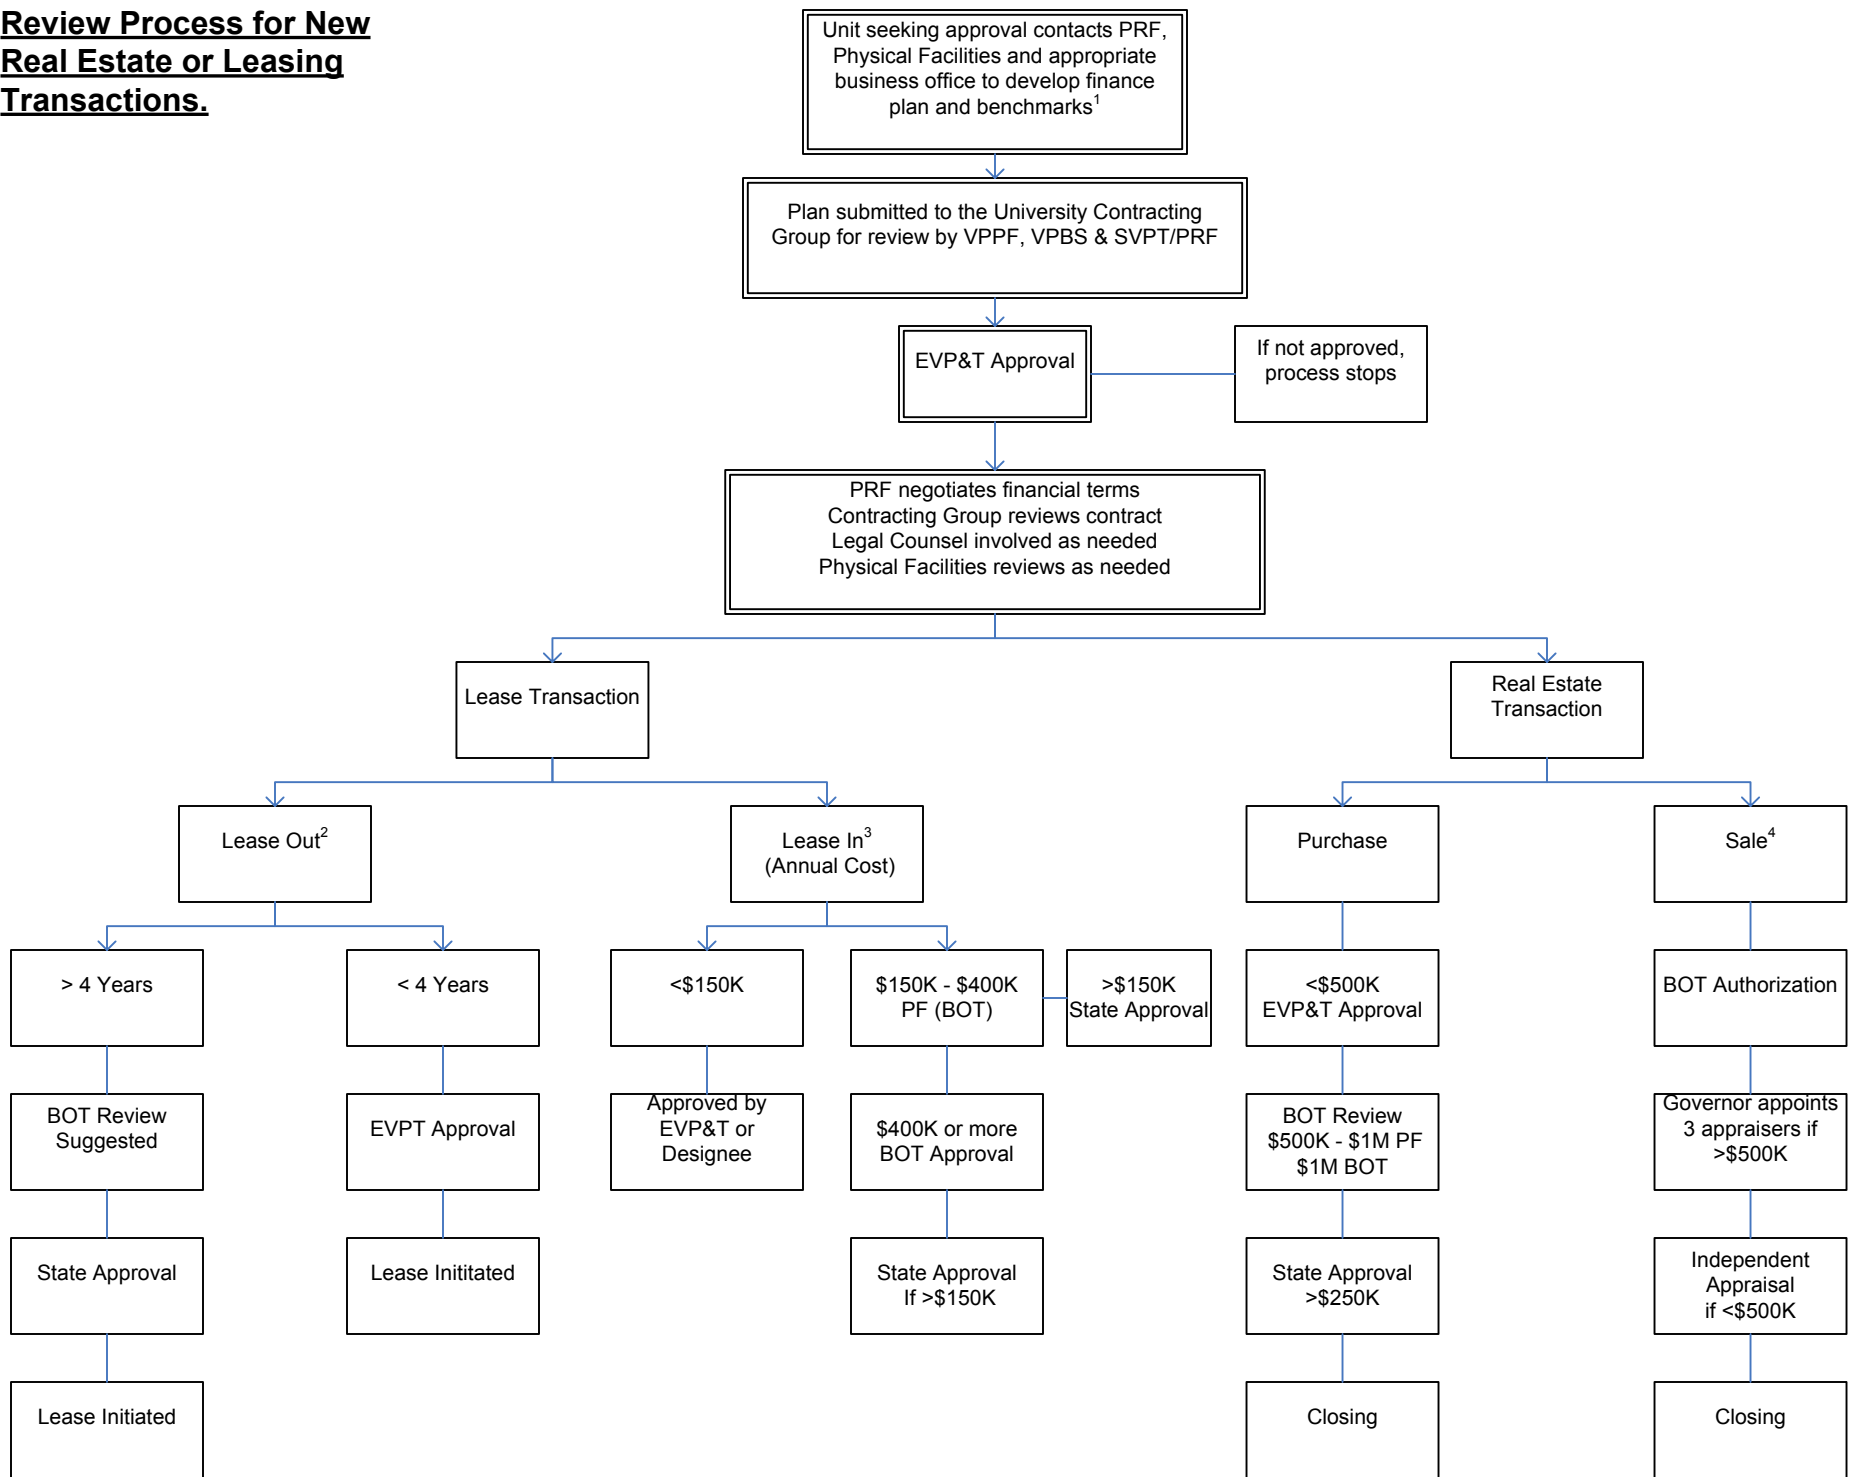 Review Process for New
Real Estate or Leasing
Transactions.
Unit seeking approval contacts PRF,
Physical Facilities and appropriate
business office to develop finance
plan and benchmarks1
Plan submitted to the University Contracting
Group for review by VPPF, VPBS & SVPT/PRF
EVP&T Approval
If not approved,
process stops
PRF negotiates financial terms
Contracting Group reviews contract
Legal Counsel involved as needed
Physical Facilities reviews as needed
Lease Transaction
Real Estate
Transaction
Lease Out2
Lease In3
(Annual Cost)
Purchase
Sale4
> 4 Years
< 4 Years
<$150K
$150K - $400K
PF (BOT)
>$150K
State Approval
<$500K
EVP&T Approval
BOT Authorization
BOT Review
Suggested
EVPT Approval
Approved by
EVP&T or
Designee
$400K or more
BOT Approval
BOT Review
$500K - $1M PF
$1M BOT
Governor appoints
3 appraisers if
>$500K
State Approval
Lease Inititated
State Approval
If >$150K
State Approval
>$250K
Independent
Appraisal
if <$500K
Lease Initiated
Closing
Closing